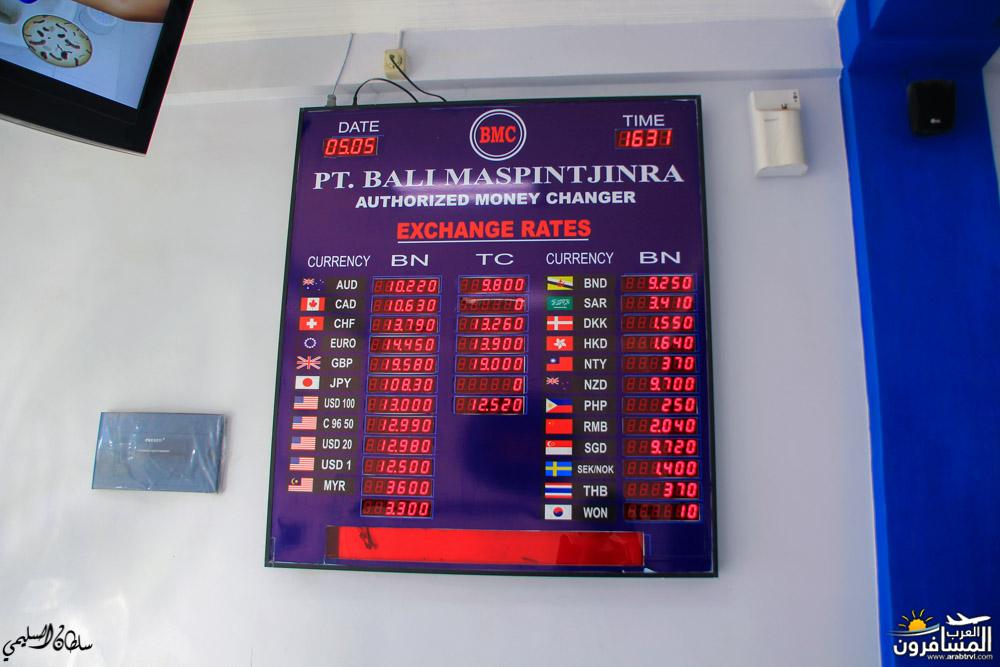 DATE
05.05
BMC
TIME
1631
PT. BALI MASPINTJINRA
AUTHORIZED MONEY CHANGER
EXCHANGE RATES
CURRENCY BN TC CURRENCY BN
AUD 10.220 9.800 BND 9.250
CAD 10.630 0 SAR 3.410
CHF 13.790 13.260 DKK 1.550
EURO 14.450 13.900 HKD 1.640
GBP 19.580 19.000 NTY 370
JPY 108.30 0 NZD 9.700
USD 100 13.000 12.520 PHP 250
C 96 50 12.990 RMB 2.040
USD 20 12.980 SGD 9.720
USD 1 12.500 SEK/NOK 1.400
MYR 3600 THB 370
3.300 WON 10
سلطان السليمي
العرب
المسافرون
www.arabtrvl.com